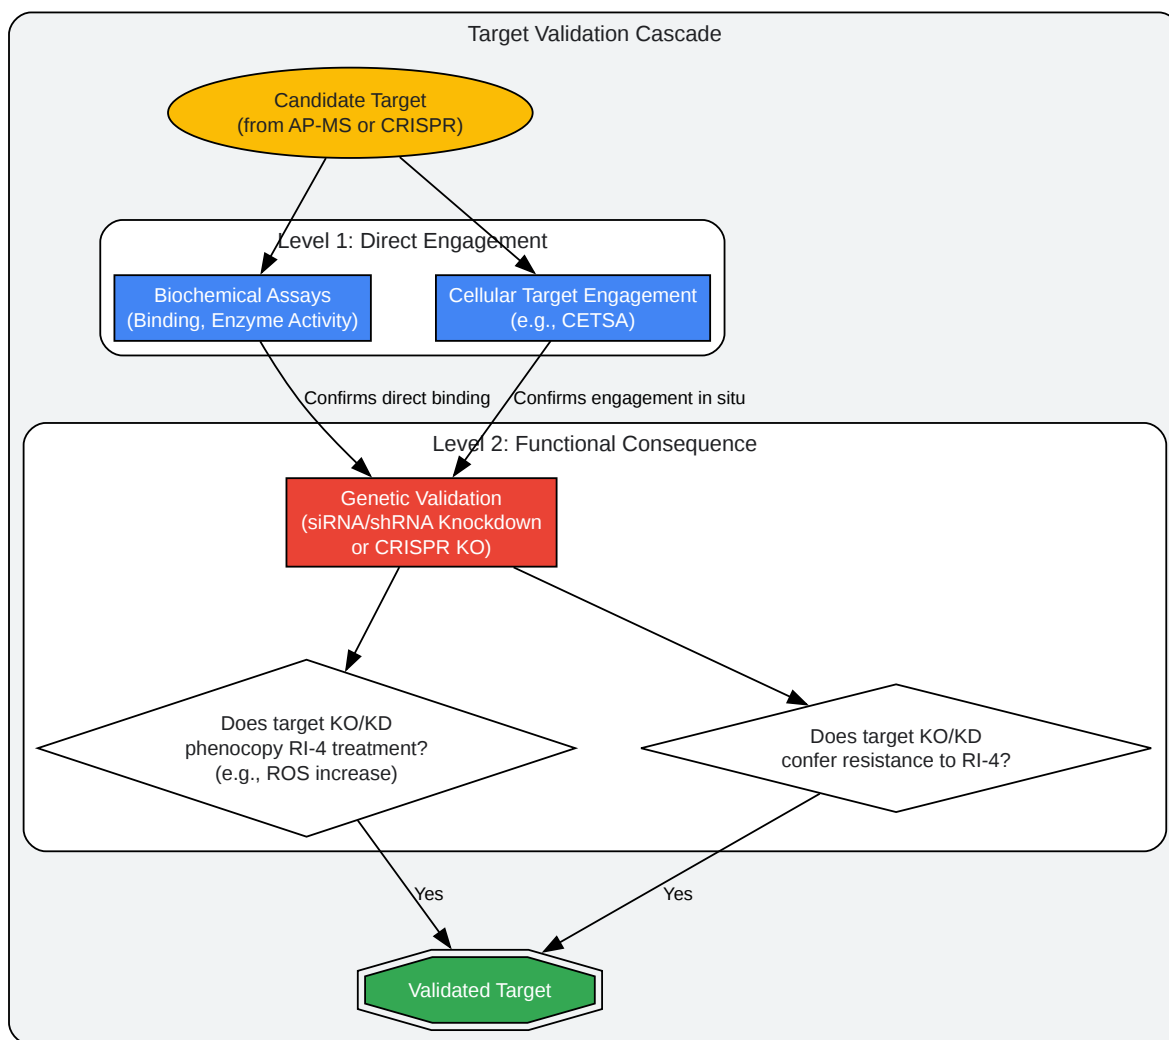 Target Validation Cascade
Candidate Target
(from AP-MS or CRISPR)
Level 1: Direct Engagement
Biochemical Assays
(Binding, Enzyme Activity)
Cellular Target Engagement
(e.g., CETSA)
Confirms direct binding
Confirms engagement in situ
Level 2: Functional Consequence
Genetic Validation
(siRNA/shRNA Knockdown
or CRISPR KO)
Does target KO/KD
phenocopy RI-4 treatment?
(e.g., ROS increase)
Does target KO/KD
confer resistance to RI-4?
Yes
Yes
Validated Target